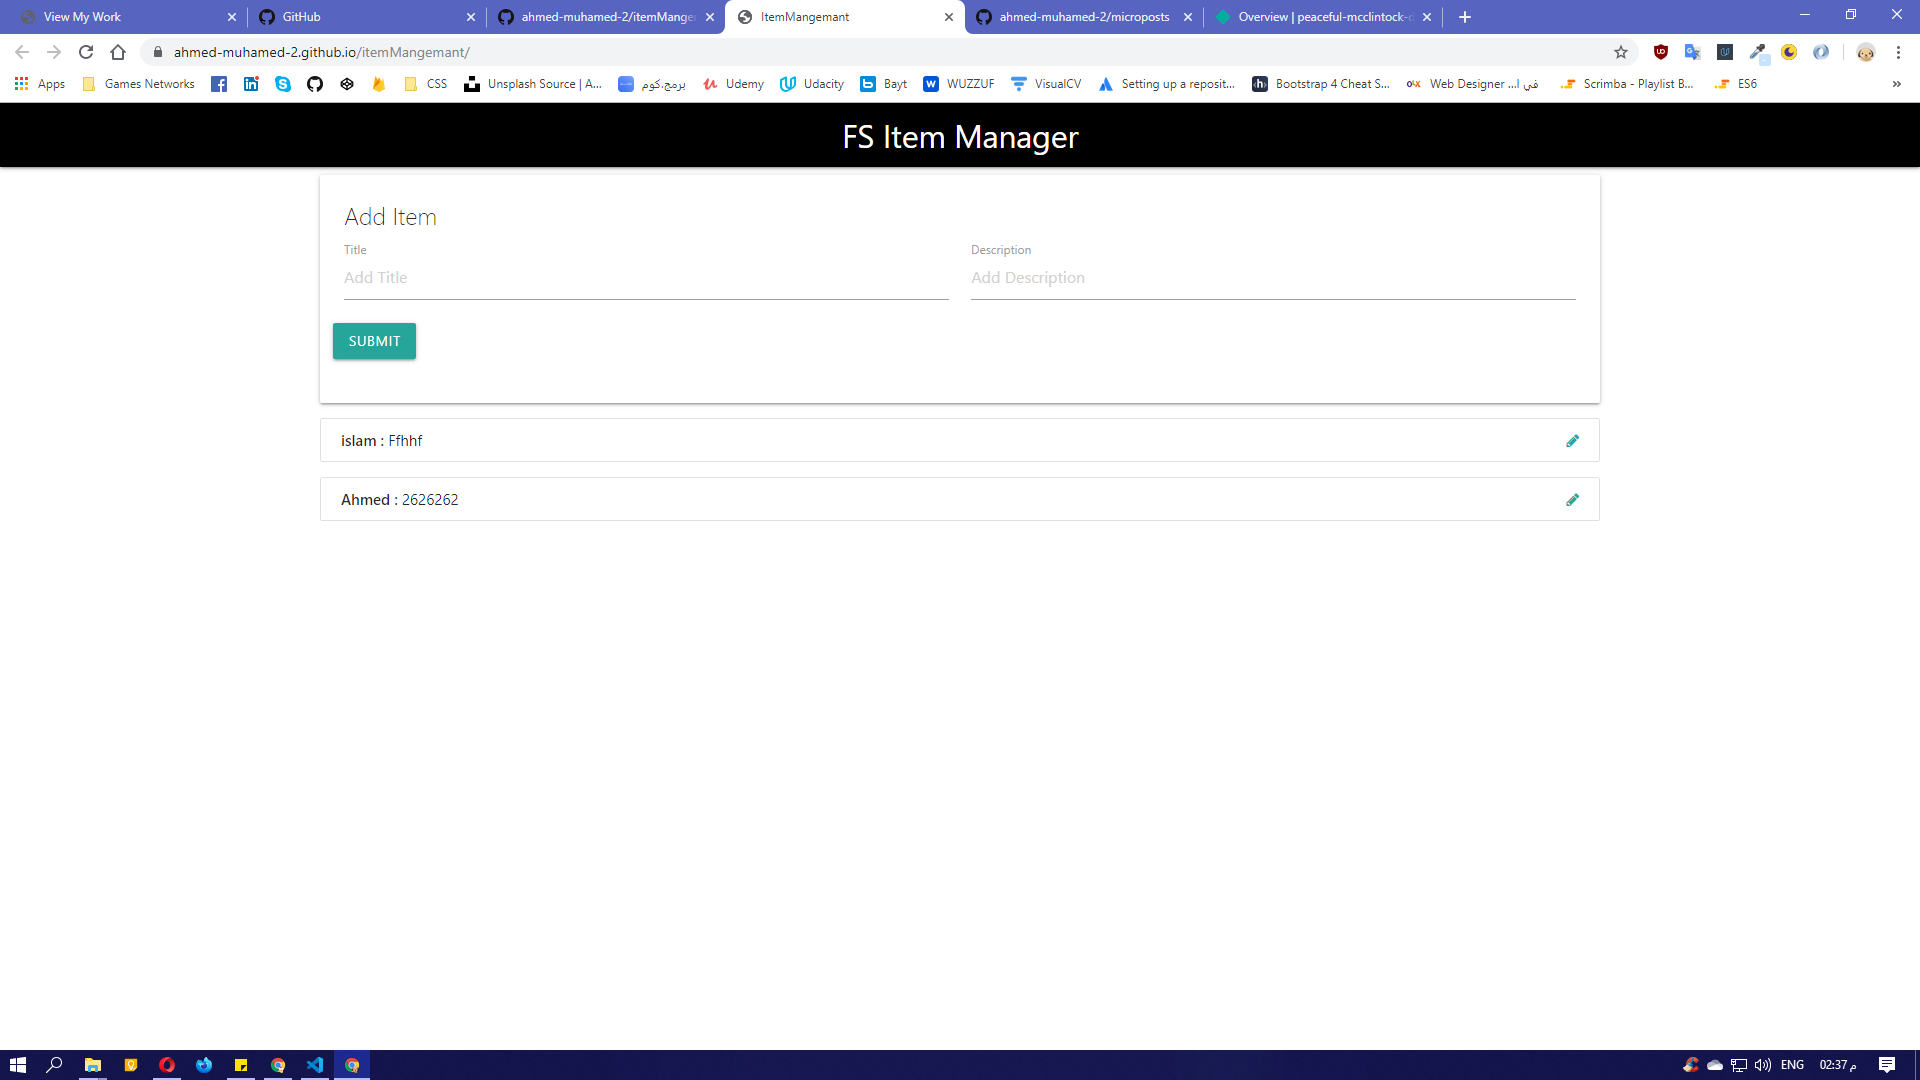 View My Work
GitHub
ahmed-muhamed-2/itemManger
ItemMangemant
ahmed-muhamed-2/microposts
Overview | peaceful-mcclintock-
ahmed-muhamed-2.github.io/itemMangemant/
Apps
Games Networks
CSS
Unsplash Source | A...
برمج.كوم
Udemy
Udacity
Bayt
WUZZUF
VisualCV
Setting up a reposit...
Bootstrap 4 Cheat S...
Web Designer ...في ا
Scrimba - Playlist B...
ES6
FS Item Manager
Add Item
Title
Description
Add Title
Add Description
SUBMIT
islam : Ffhhf
Ahmed : 2626262
ENG
02:37 م